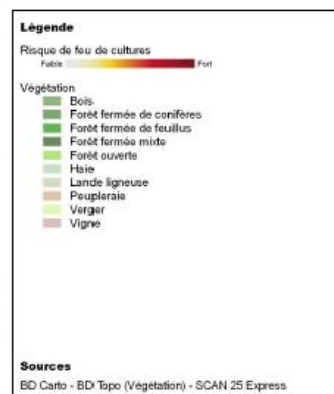 Légende
Risque de feu de cultures
Faible Fort
Végétation
Bois
Forêt fermée de conifères
Forêt fermée de feuillus
Forêt fermée mixte
Forêt ouverte
Haie
Lande ligneuse
Peupleraie
Verger
Vigne
Sources
BD Carto - BD Topo (Végétation) - SCAN 25 Express